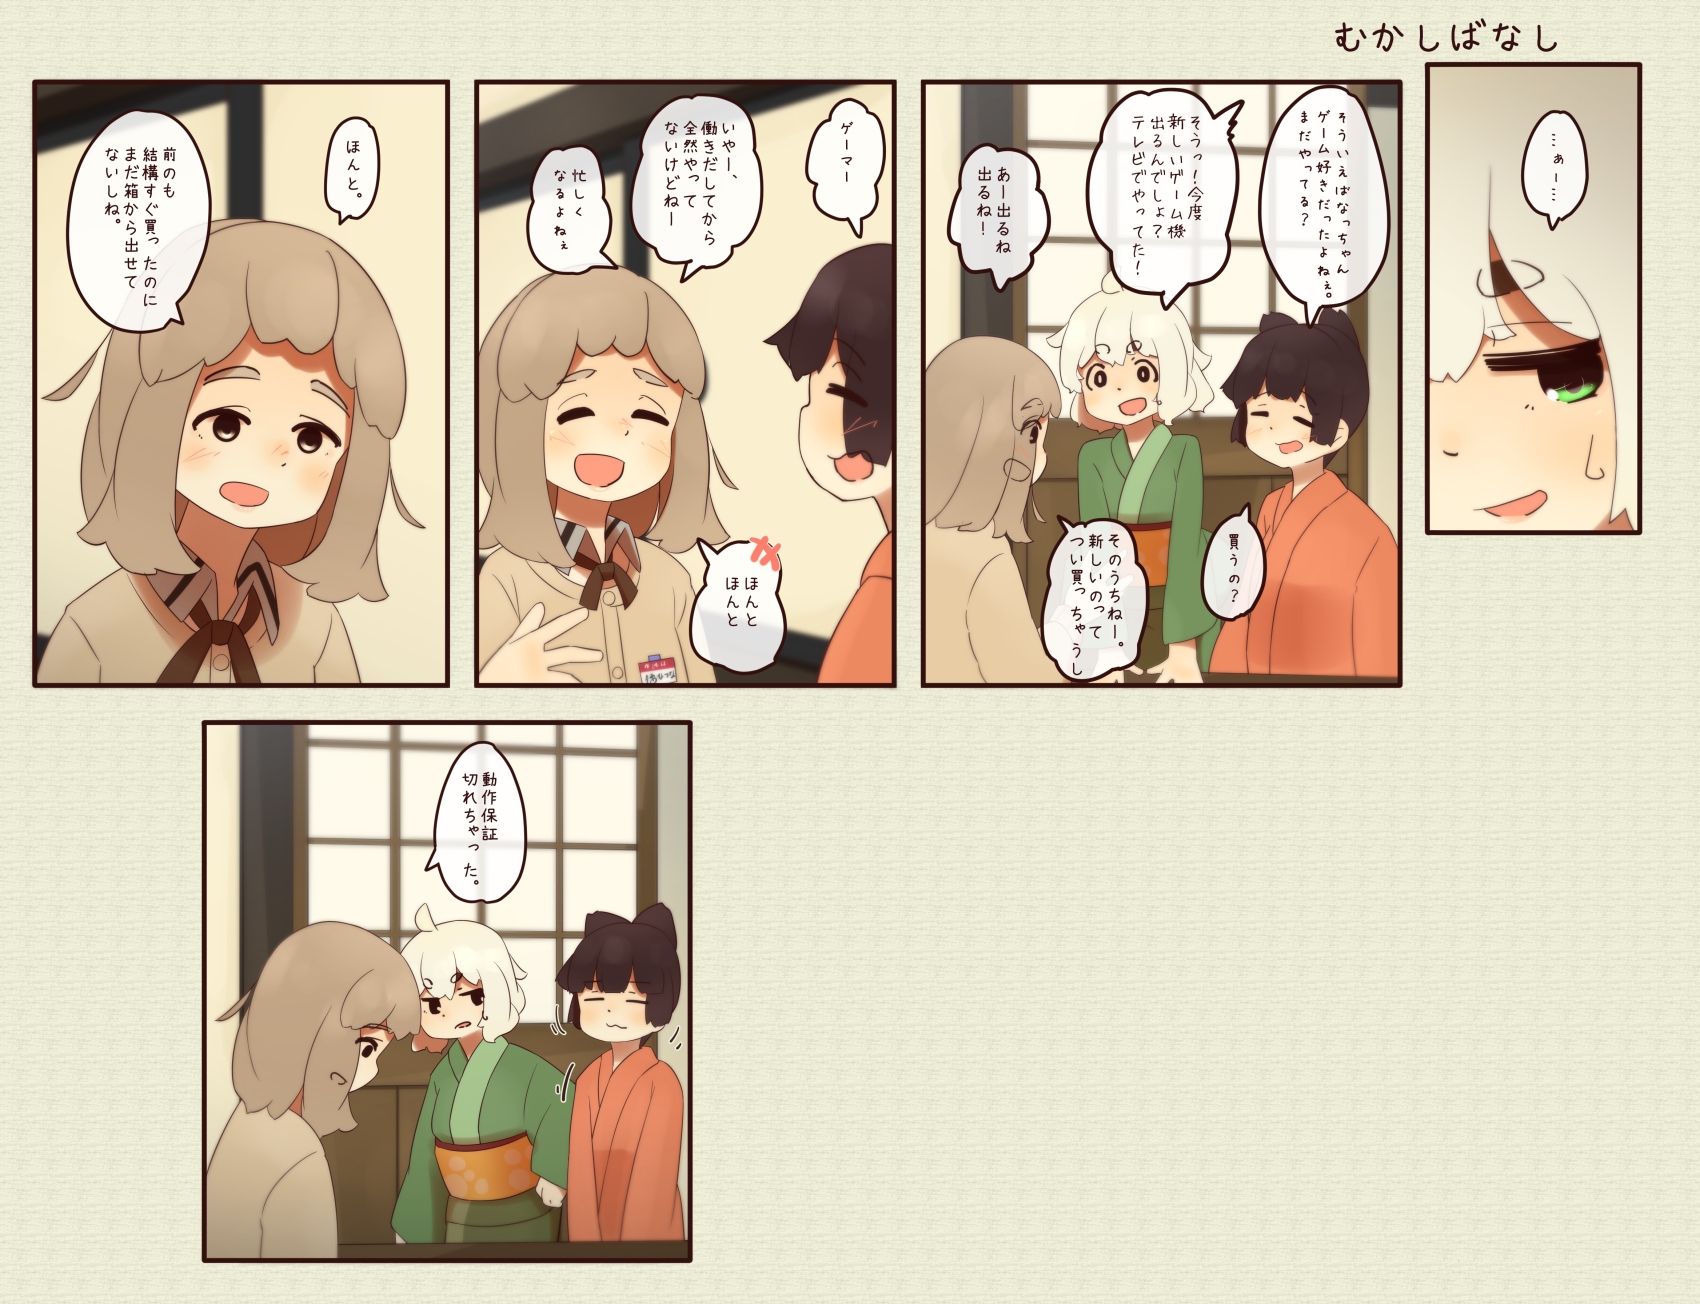 むかしばなし
…ぁー…
そういえばなっちゃん
ゲーム好きだったよねぇ。
まだやってる？
そうっ！今度
新しいゲーム機
出るんでしょ？
テレビでやってた！
あー出るね
出るね！
買うの？
そのうちねー。
新しいのって
つい買っちゃうし
ゲーマー
いやー、
働きだしてから
全然やって
ないけどねー
忙しく
なるよねぇ
ほんと
ほんと
ほんと。
前のも
結構すぐ買ったのに
まだ箱から出せて
ないしね。
動作保証
切れちゃった。